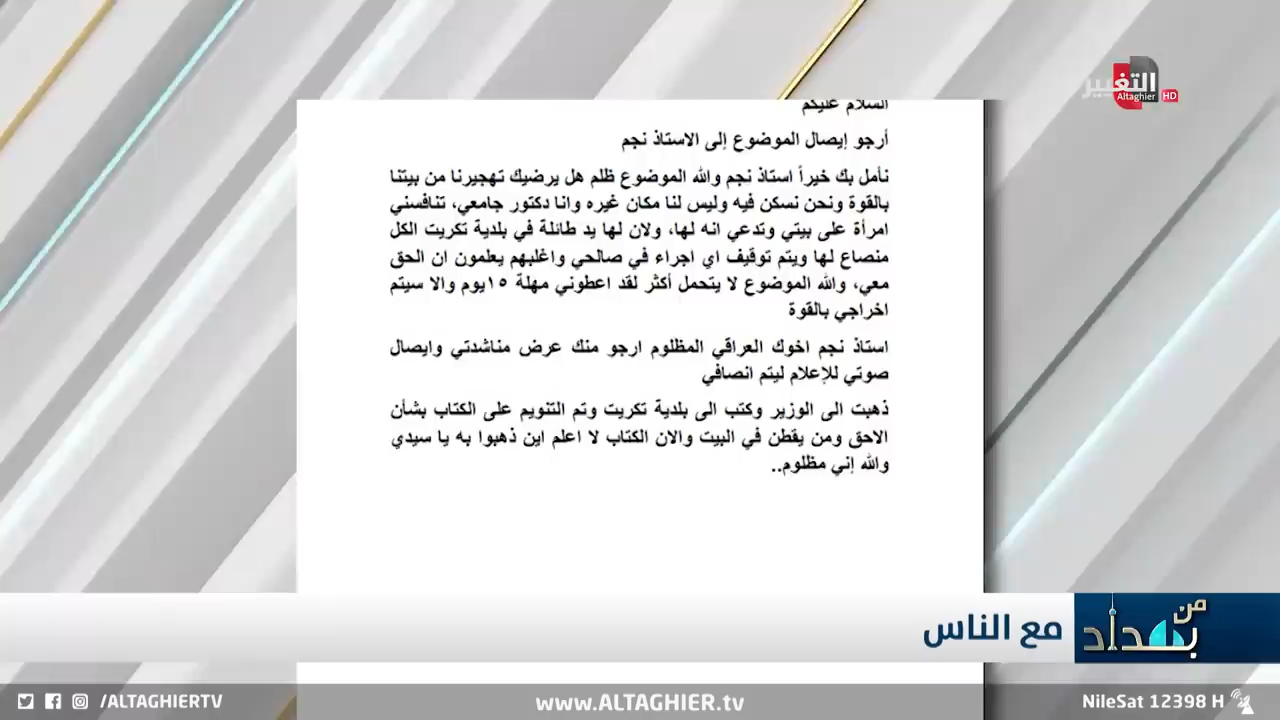 التغيير
Altaghier HD
السلام عليكم
أرجو إيصال الموضوع إلى الاستاذ نجم
نأمل بك خيراً استاذ نجم والله الموضوع ظلم هل يرضيك تهجيرنا من بيتنا
بالقوة ونحن نسكن فيه وليس لنا مكان غيره وانا دكتور جامعي، تنافسني
امرأة على بيتي وتدعي انه لها، ولان لها يد طائلة في بلدية تكريت الكل
منصاع لها ويتم توقيف اي اجراء في صالحي واغلبهم يعلمون ان الحق
معي، والله الموضوع لا يتحمل أكثر لقد اعطوني مهلة ١٥يوم والا سيتم
اخراجي بالقوة
استاذ نجم اخوك العراقي المظلوم ارجو منك عرض مناشدتي وايصال
صوتي للإعلام ليتم انصافي
ذهبت الى الوزير وكتب الى بلدية تكريت وتم التنويم على الكتاب بشأن
الاحق ومن يقطن في البيت والان الكتاب لا اعلم اين ذهبوا به يا سيدي
والله إني مظلوم..
من بغداد
مع الناس
/ALTAGHIERTV
www.ALTAGHIER.tv
NileSat 12398 H